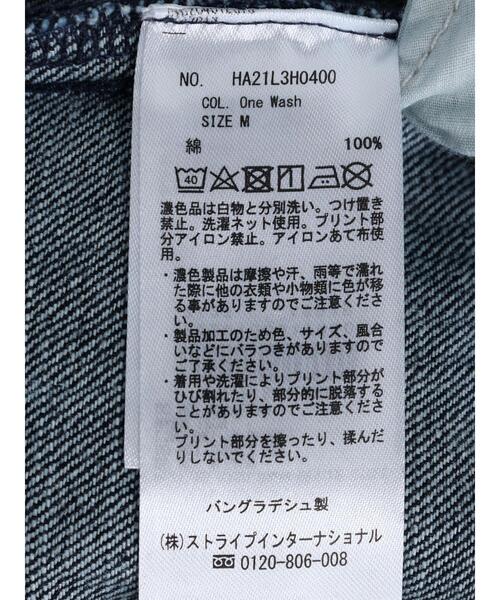 NO. HA21L3H0400
COL. One Wash
SIZE M
綿 100%
40
濃色品は白物と分別洗い。つけ置き
禁止。洗濯ネット使用。プリント部
分アイロン禁止。アイロンあて布使
用。
・濃色製品は摩擦や汗、雨等で濡れ
た際に他の衣類や小物類に色が移
る事がありますのでご注意くださ
い。
・製品加工のため色、サイズ、風合
いなどにバラつきがありますので
ご了承ください。
・着用や洗濯によりプリント部分が
ひび割れたり、部分的に脱落する
ことがありますのでご注意くださ
い。
プリント部分を擦ったり、揉んだ
りしないでください。
バングラデシュ製
(株)ストライプインターナショナル
0120-806-008